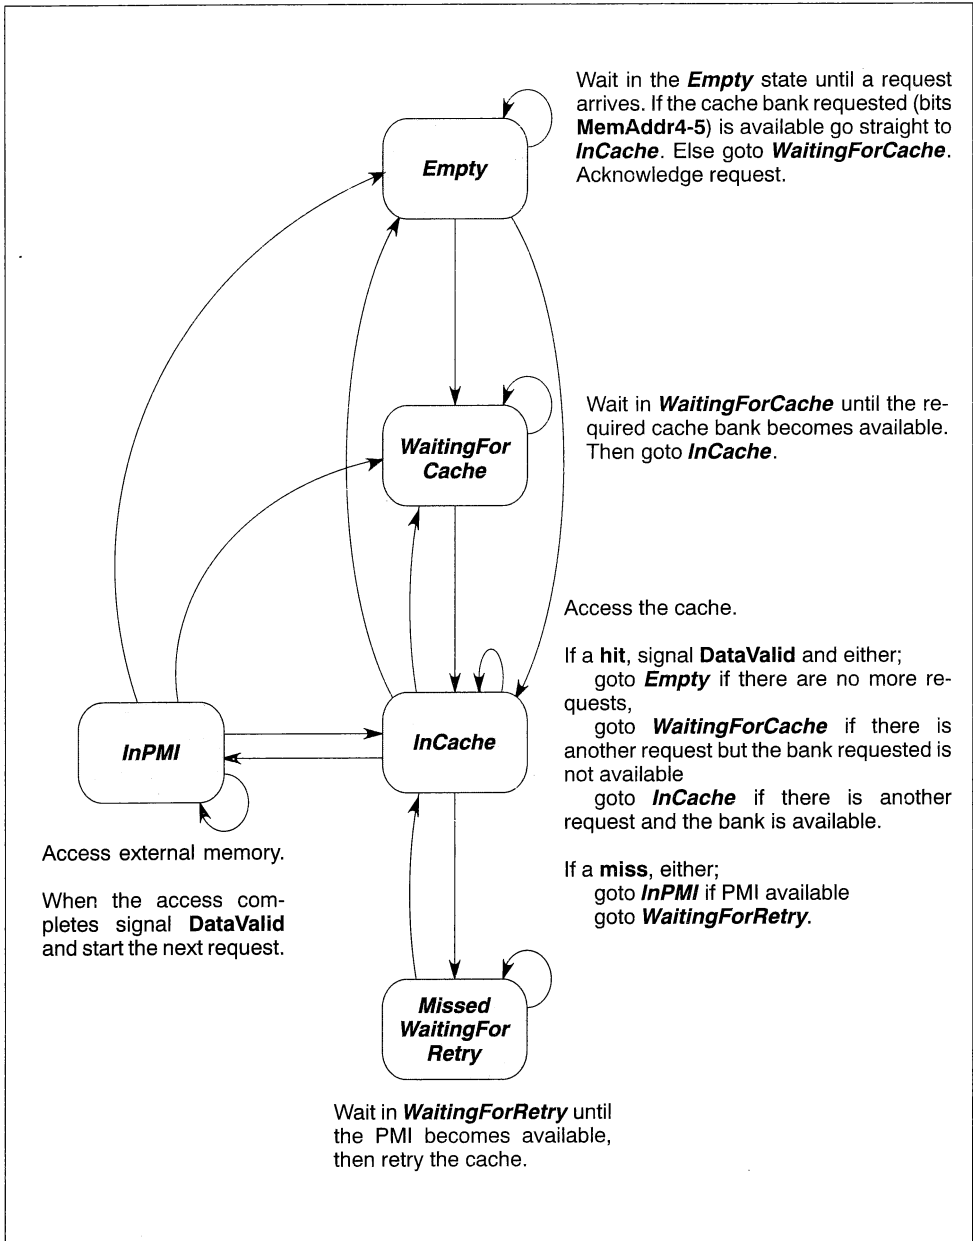 Wait in the Empty state until a request
arrives. If the cache bank requested (bits
MemAddr4-5) is available go straight to
InCache. Else goto WaitingForCache.
Acknowledge request.
Empty
Wait in WaitingForCache until the re-
quired cache bank becomes available.
Then goto InCache.
WaitingFor
Cache
Access the cache.
If a hit, signal DataValid and either;
goto Empty if there are no more re-
quests,
goto WaitingForCache if there is
another request but the bank requested is
not available
goto InCache if there is another
request and the bank is available.
If a miss, either;
goto InPMI if PMI available
goto WaitingForRetry.
InCache
InPMI
Access external memory.
When the access com-
pletes signal DataValid
and start the next request.
Missed
WaitingFor
Retry
Wait in WaitingForRetry until
the PMI becomes available,
then retry the cache.